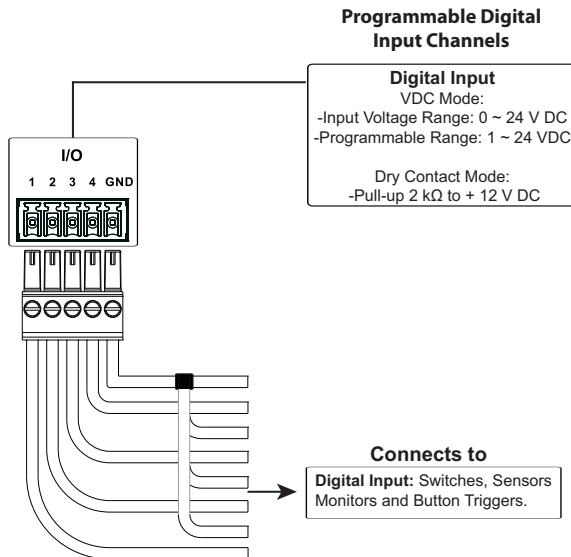 Programmable Digital
Input Channels
Digital Input
VDC Mode:
-Input Voltage Range: 0 ~ 24 V DC
-Programmable Range: 1 ~ 24 VDC
Dry Contact Mode:
-Pull-up 2 kΩ to + 12 V DC
I/O
1 2 3 4 GND
Connects to
Digital Input: Switches, Sensors
Monitors and Button Triggers.